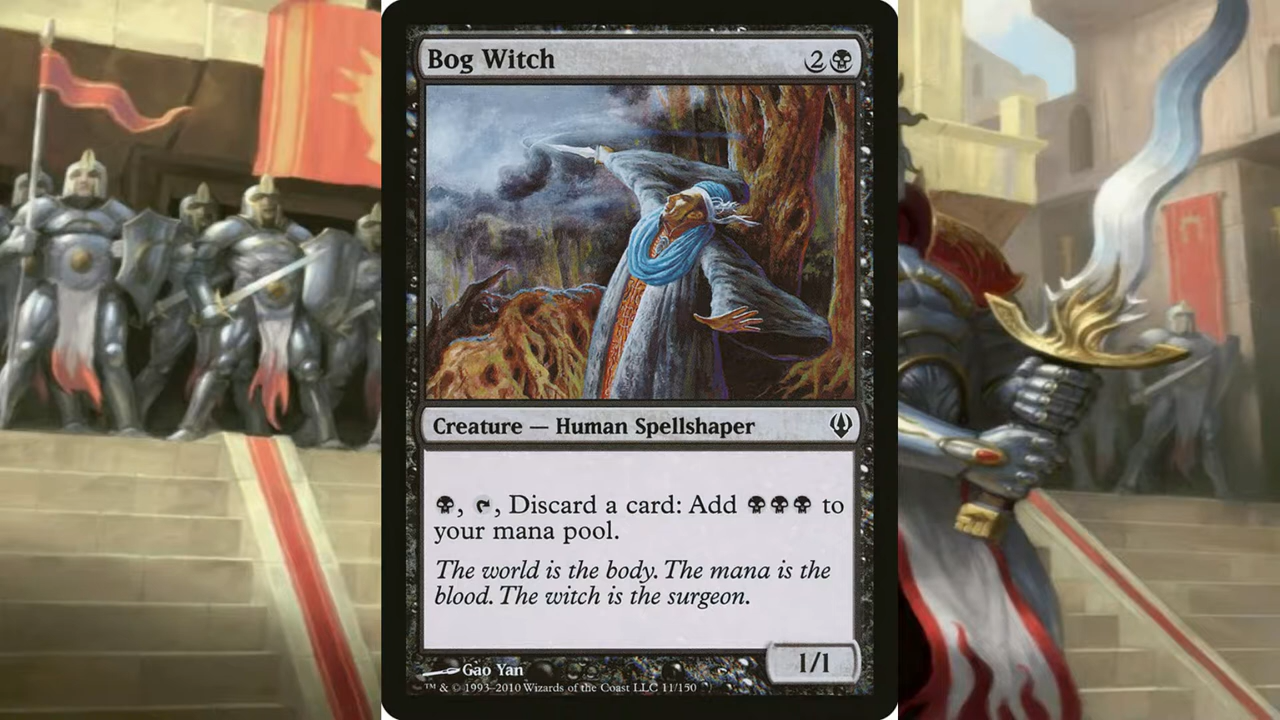 Bog Witch 2
Creature — Human Spellshaper
, , Discard a card: Add to
your mana pool.
The world is the body. The mana is the
blood. The witch is the surgeon.
1/1
Gao Yan
™ & © 1993–2010 Wizards of the Coast LLC 11/150